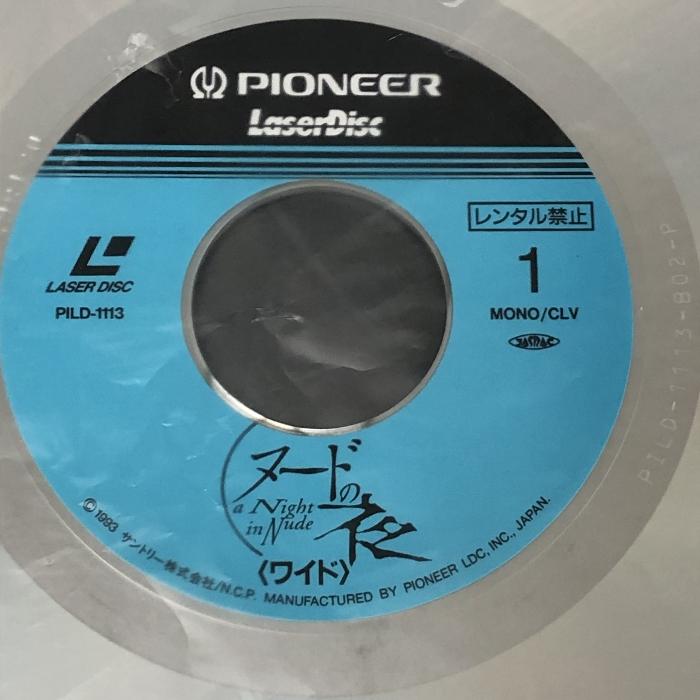 PIONEER
LaserDisc
レンタル禁止
LASER DISC
PILD-1113
1
MONO/CLV
JASRAC
ヌードの夜
a Night
in Nude
〈ワイド〉
©1993 サントリー株式会社/N.C.P. MANUFACTURED BY PIONEER LDC, INC., JAPAN.
PILD-1113-B02-P